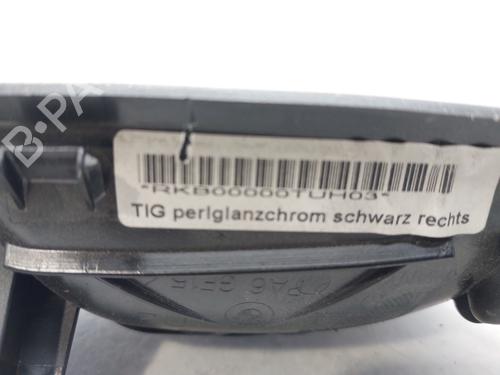 B-PA
*RKB00000TUH03*
TIG perlglanzchrom schwarz rechts